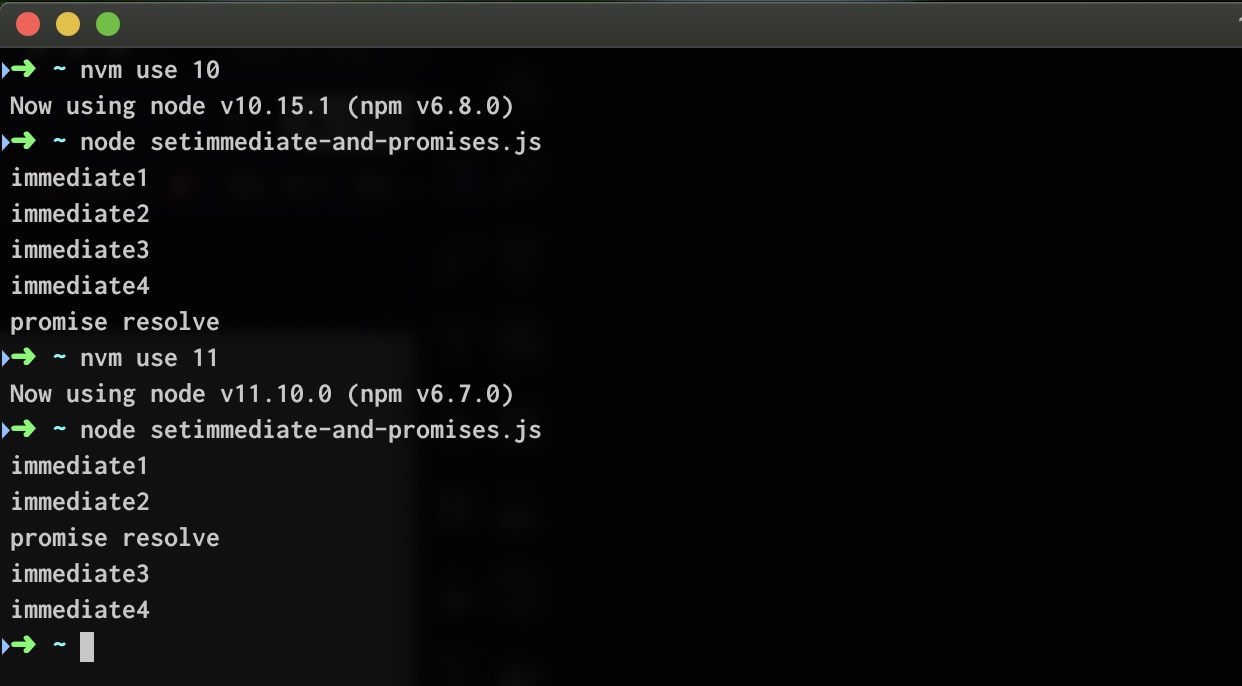 ➜ ~ nvm use 10
Now using node v10.15.1 (npm v6.8.0)
➜ ~ node setimmediate-and-promises.js
immediate1
immediate2
immediate3
immediate4
promise resolve
➜ ~ nvm use 11
Now using node v11.10.0 (npm v6.7.0)
➜ ~ node setimmediate-and-promises.js
immediate1
immediate2
promise resolve
immediate3
immediate4
➜ ~